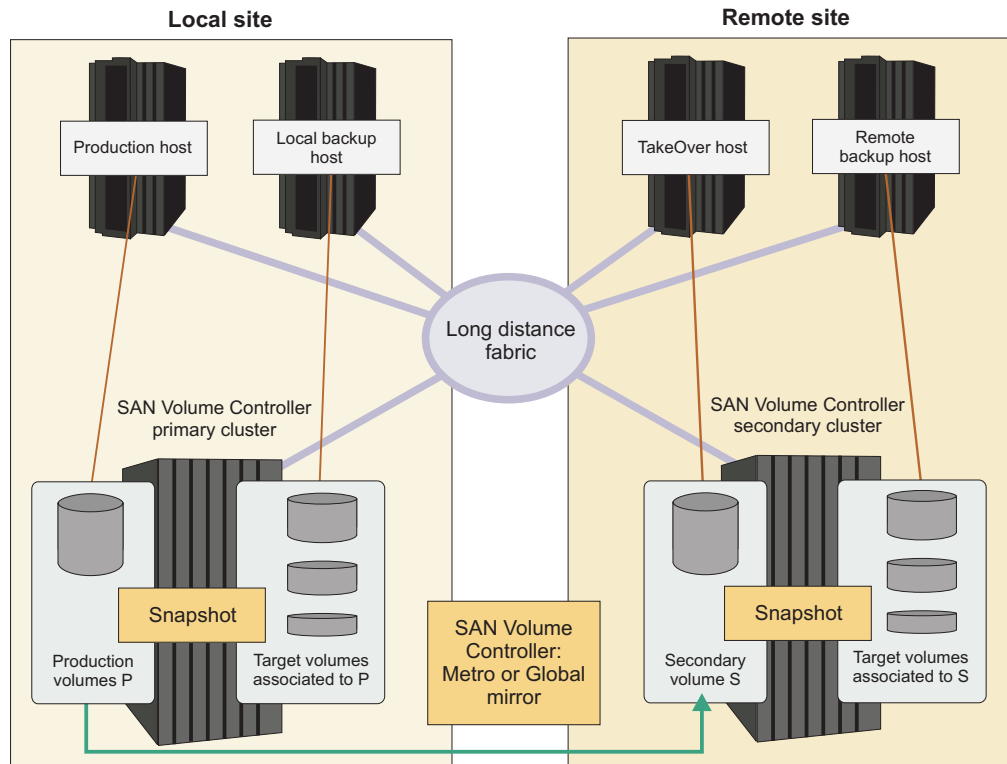 Local site
Remote site
Production host
Local backup
host
TakeOver host
Remote
backup host
Long distance
fabric
SAN Volume Controller
primary cluster
SAN Volume Controller
secondary cluster
Snapshot
Production
volumes P
Target volumes
associated to P
SAN Volume
Controller:
Metro or Global
mirror
Snapshot
Secondary
volume S
Target volumes
associated to S